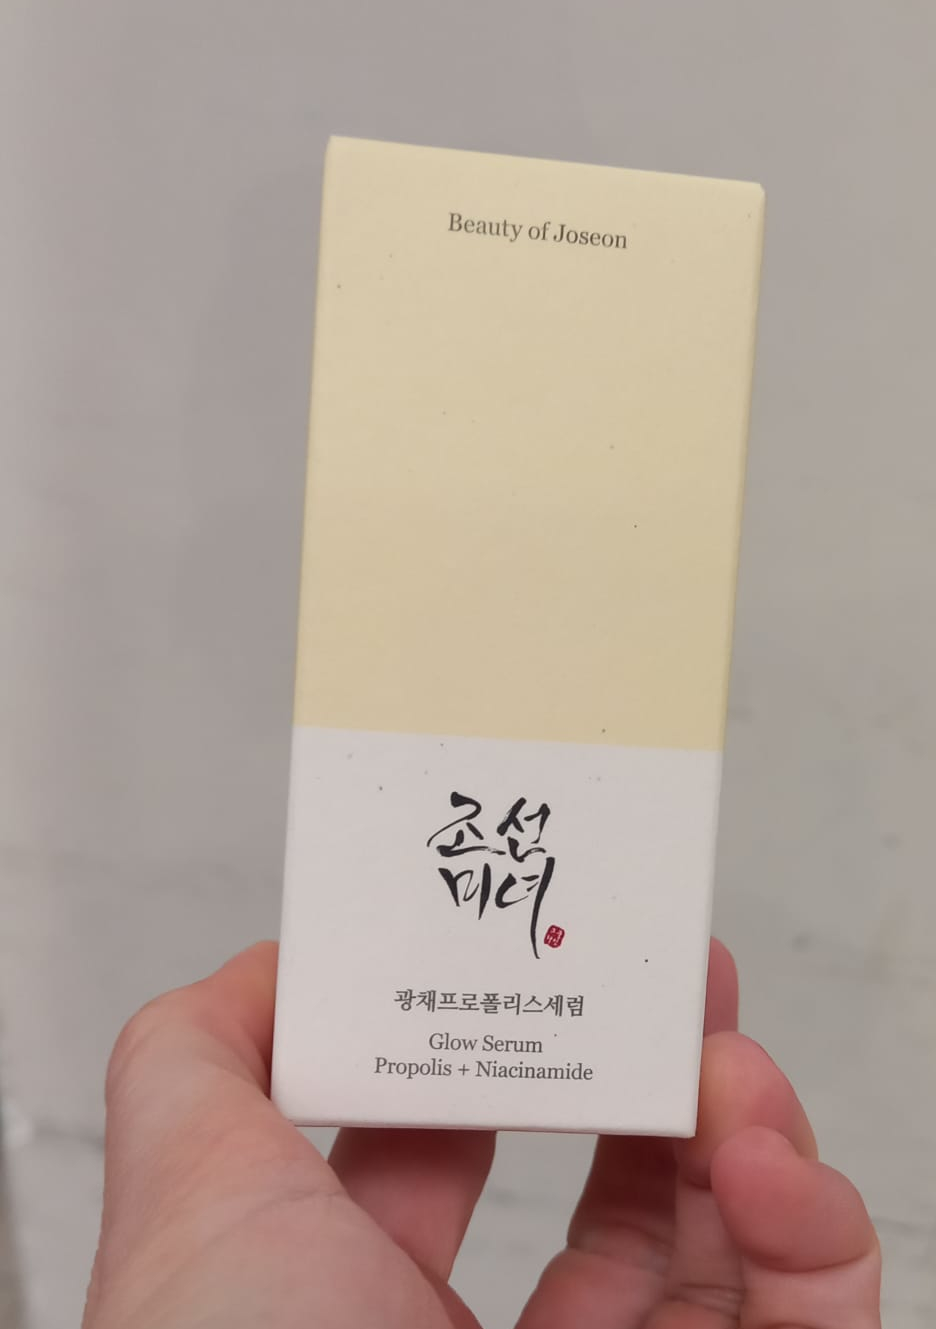 Beauty of Joseon
조선
미녀
광채프로폴리스세럼
Glow Serum
Propolis + Niacinamide